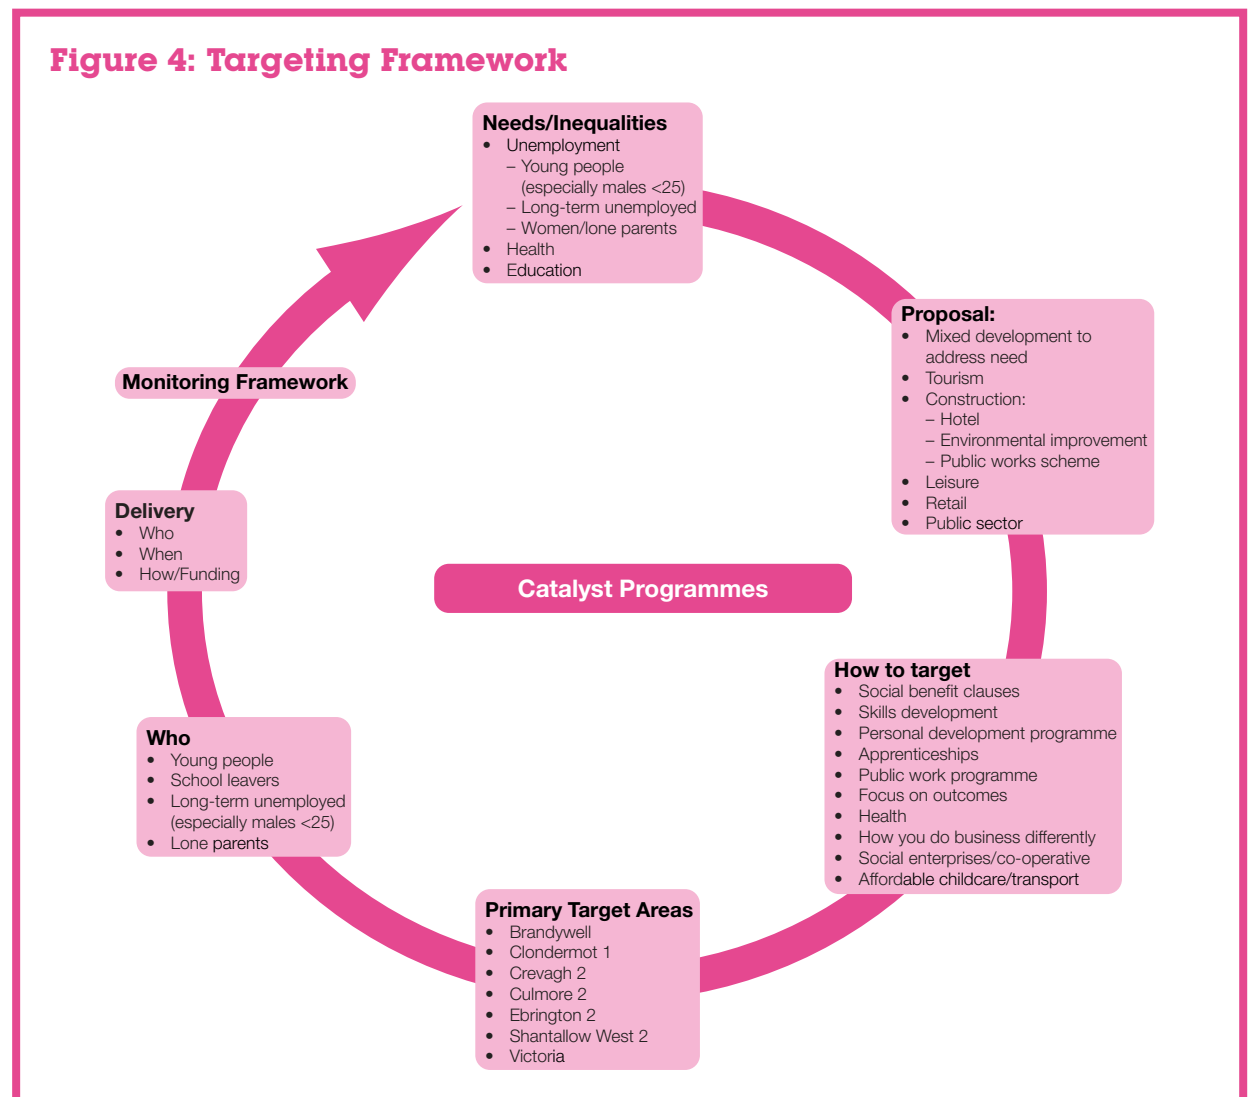 Figure 4: Targeting Framework
Needs/Inequalities
• Unemployment
– Young people
(especially males <25)
– Long-term unemployed
– Women/lone parents
• Health
• Education
Proposal:
• Mixed development to
address need
• Tourism
• Construction:
– Hotel
– Environmental improvement
– Public works scheme
• Leisure
• Retail
• Public sector
How to target
• Social benefit clauses
• Skills development
• Personal development programme
• Apprenticeships
• Public work programme
• Focus on outcomes
• Health
• How you do business differently
• Social enterprises/co-operative
• Affordable childcare/transport
Primary Target Areas
• Brandywell
• Clondermot 1
• Crevagh 2
• Culmore 2
• Ebrington 2
• Shantallow West 2
• Victoria
Who
• Young people
• School leavers
• Long-term unemployed
(especially males <25)
• Lone parents
Delivery
• Who
• When
• How/Funding
Monitoring Framework
Catalyst Programmes